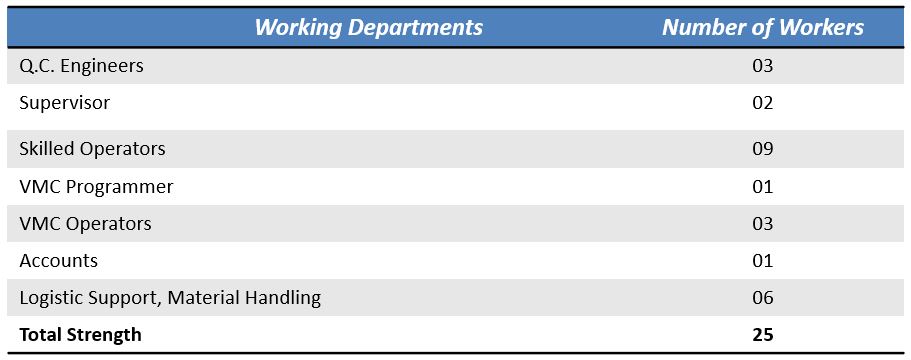 Working Departments Number of Workers
Q.C. Engineers 03
Supervisor 02
Skilled Operators 09
VMC Programmer 01
VMC Operators 03
Accounts 01
Logistic Support, Material Handling 06
Total Strength 25